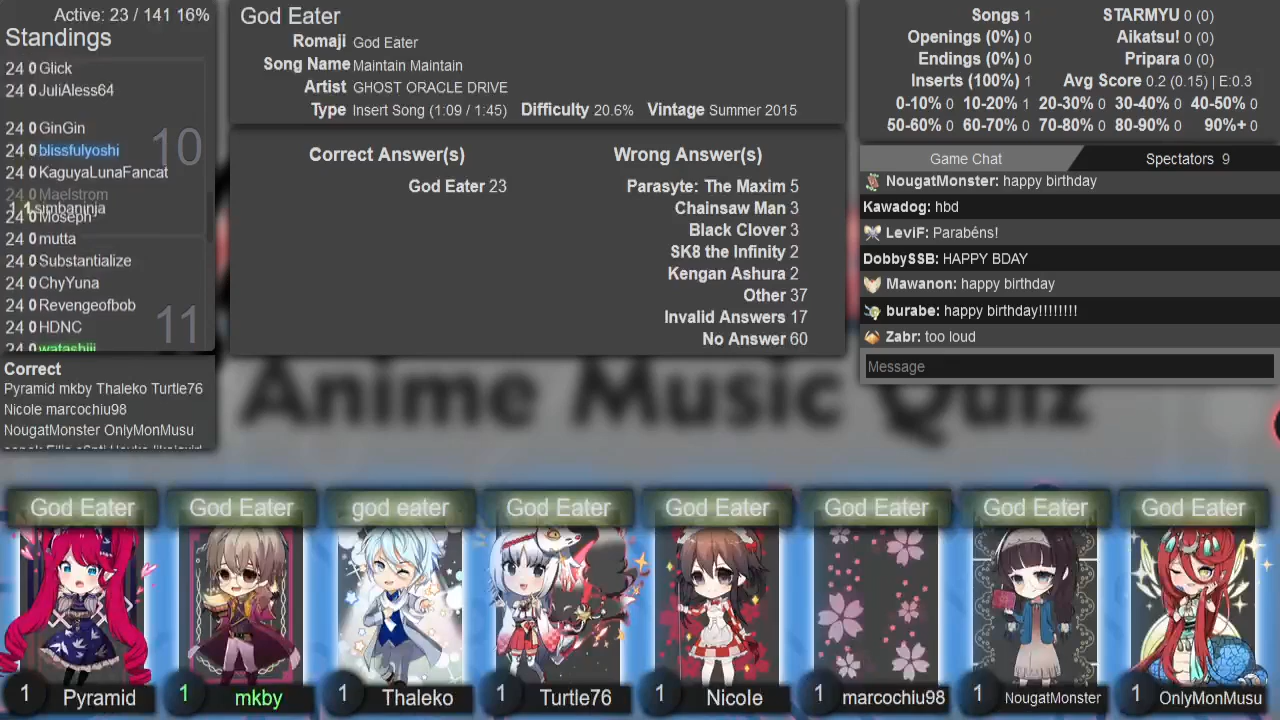 Active: 23 / 141 16%
Standings
24 0 Glick
24 0 JuliAless64
24 0 GinGin
24 0 blissfulyoshi
10
24 0 KaguyaLunaFancat
Maelstrom
1 1 simbaninja
Moseph
24 0 mutta
24 0 Substantialize
24 0 ChyYuna
24 0 Revengeofbob
11
24 0 HDNC
24 0 watashiji
Correct
Pyramid mkby Thaleko Turtle76
Nicole marcochiu98
NougatMonster OnlyMonMusu
God Eater
Romaji God Eater
Song Name Maintain Maintain
Artist GHOST ORACLE DRIVE
Type Insert Song (1:09 / 1:45) Difficulty 20.6% Vintage Summer 2015
Correct Answer(s)
God Eater 23
Wrong Answer(s)
Parasyte: The Maxim 5
Chainsaw Man 3
Black Clover 3
SK8 the Infinity 2
Kengan Ashura 2
Other 37
Invalid Answers 17
No Answer 60
Songs 1 STARMYU 0 (0)
Openings (0%) 0 Aikatsu! 0 (0)
Endings (0%) 0 Pripara 0 (0)
Inserts (100%) 1 Avg Score 0.2 (0.15) | E:0.3
0-10% 0 10-20% 1 20-30% 0 30-40% 0 40-50% 0
50-60% 0 60-70% 0 70-80% 0 80-90% 0 90%+ 0
Game Chat Spectators 9
NougatMonster: happy birthday
Kawadog: hbd
LeviF: Parabéns!
DobbySSB: HAPPY BDAY
Mawanon: happy birthday
burabe: happy birthday!!!!!!!!
Zabr: too loud
Message
Anime Music Quiz
God Eater God Eater god eater God Eater God Eater God Eater God Eater God Eater
1 Pyramid 1 mkby 1 Thaleko 1 Turtle76 1 Nicole 1 marcochiu98 1 NougatMonster 1 OnlyMonMusu